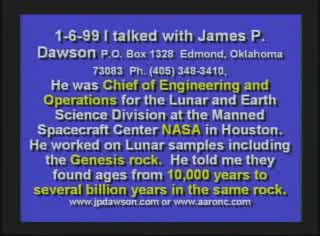 1-6-99 I talked with James P.
Dawson P.O. Box 1328 Edmond, Oklahoma
73083 Ph. (405) 348-3410,
He was Chief of Engineering and
Operations for the Lunar and Earth
Science Division at the Manned
Spacecraft Center NASA in Houston.
He worked on Lunar samples including
the Genesis rock. He told me they
found ages from 10,000 years to
several billion years in the same rock.
www.jpdawson.com or www.aaronc.com